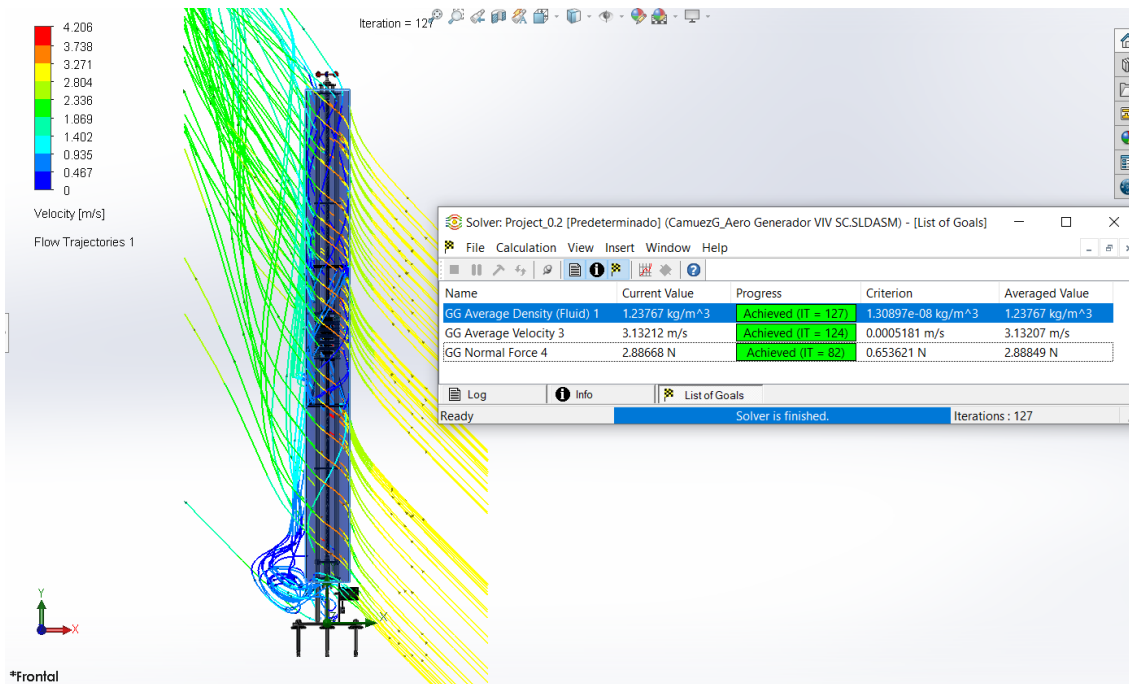 Iteration = 127
4.206
3.738
3.271
2.804
2.336
1.869
1.402
0.935
0.467
0
Velocity [m/s]
Flow Trajectories 1
Solver: Project_0.2 [Predeterminado] (CamuezG_Aero Generador VIV SC.SLDASM) - [List of Goals]
File Calculation View Insert Window Help
Name Current Value Progress Criterion Averaged Value
GG Average Density (Fluid) 1 1.23767 kg/m^3 Achieved (IT = 127) 1.30897e-08 kg/m^3 1.23767 kg/m^3
GG Average Velocity 3 3.13212 m/s Achieved (IT = 124) 0.0005181 m/s 3.13207 m/s
GG Normal Force 4 2.88668 N Achieved (IT = 82) 0.653621 N 2.88849 N
Log Info List of Goals
Ready Solver is finished. Iterations : 127
Y
X
X
*Frontal